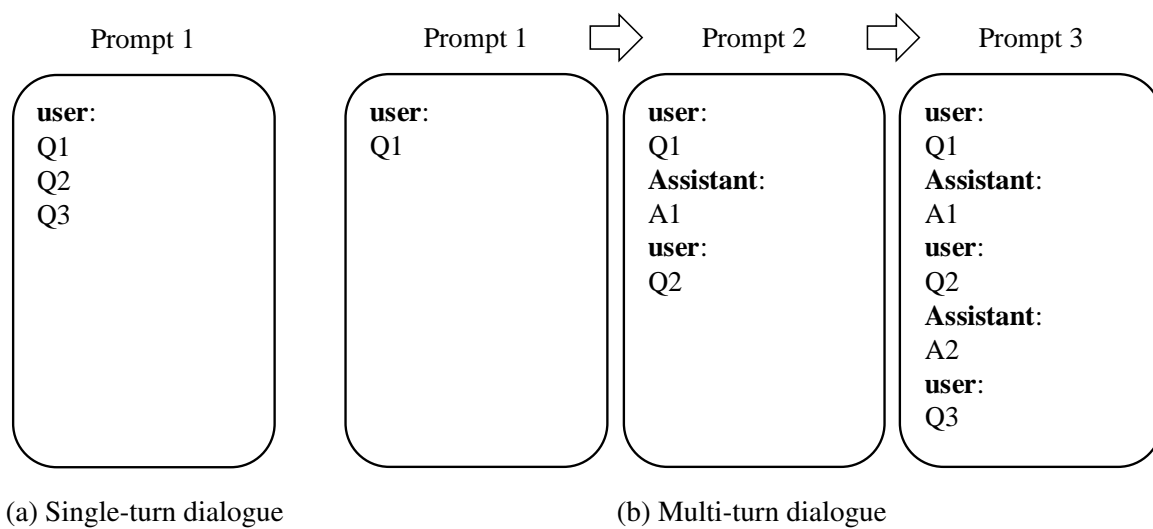 Prompt 1
user:
Q1
Q2
Q3
(a) Single-turn dialogue
Prompt 1
user:
Q1
Prompt 2
user:
Q1
Assistant:
A1
user:
Q2
Prompt 3
user:
Q1
Assistant:
A1
user:
Q2
Assistant:
A2
user:
Q3
(b) Multi-turn dialogue